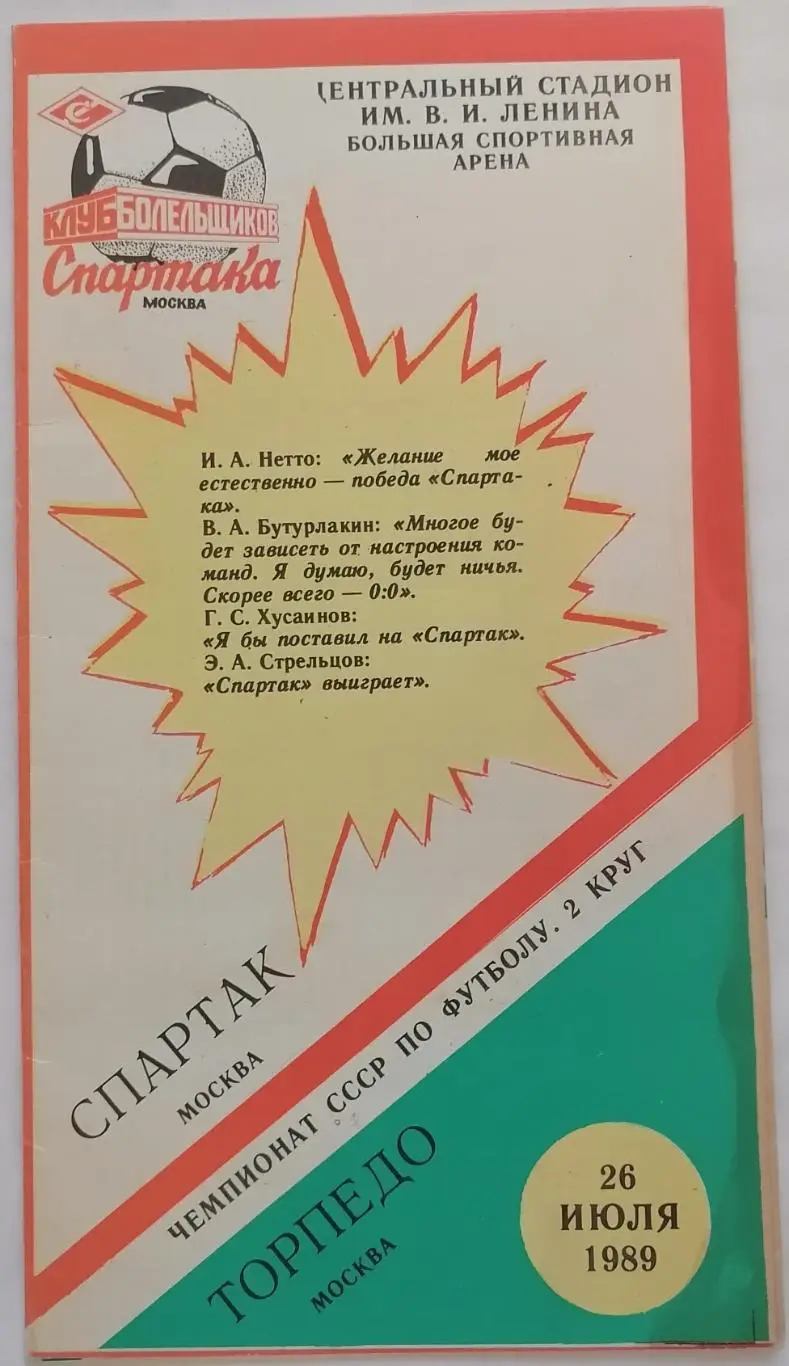 ЦЕНТРАЛЬНЫЙ СТАДИОН
ИМ. В. И. ЛЕНИНА
БОЛЬШАЯ СПОРТИВНАЯ
АРЕНА
С
КЛУБ БОЛЕЛЬЩИКОВ
Спартака
МОСКВА
И. А. Нетто: «Желание мое
естественно — победа «Спарта-
ка».
В. А. Бутурлакин: «Многое бу-
дет зависеть от настроения ко-
манд. Я думаю, будет ничья.
Скорее всего — 0:0».
Г. С. Хусаинов:
«Я бы поставил на «Спартак».
Э. А. Стрельцов:
«Спартак» выиграет».
СПАРТАК
МОСКВА
ЧЕМПИОНАТ СССР ПО ФУТБОЛУ. 2 КРУГ
ТОРПЕДО
МОСКВА
26
ИЮЛЯ
1989